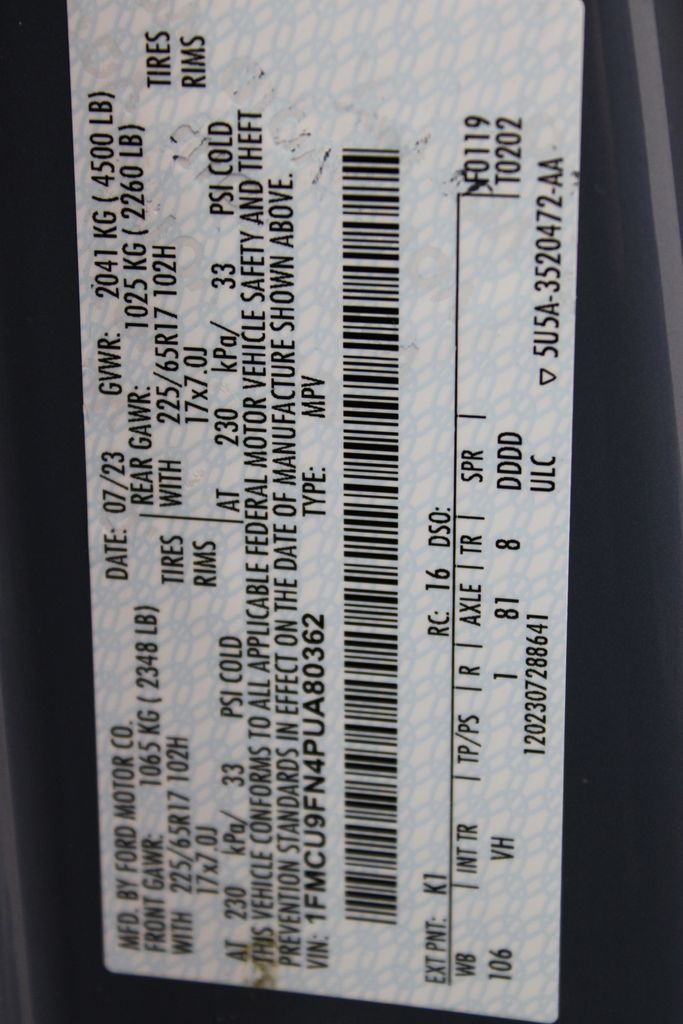 MFD. BY FORD MOTOR CO. DATE: 07/23 GVWR: 2041 KG ( 4500 LB)
FRONT GAWR: 1065 KG ( 2348 LB) REAR GAWR: 1025 KG ( 2260 LB)
WITH 225/65R17 102H TIRES WITH 225/65R17 102H TIRES
17x7.0J RIMS 17x7.0J RIMS
AT 230 kPa/ 33 PSI COLD AT 230 kPa/ 33 PSI COLD
THIS VEHICLE CONFORMS TO ALL APPLICABLE FEDERAL MOTOR VEHICLE SAFETY AND THEFT
PREVENTION STANDARDS IN EFFECT ON THE DATE OF MANUFACTURE SHOWN ABOVE.
VIN: 1FMCU9FN4PUA80362 TYPE: MPV
EXT PNT: K1 RC: 16 DSO:
WB | INT TR | TP/PS | R | AXLE | TR | SPR | F0119
106 VH 1 81 8 DDDD T0202
1202307288641 ULC
▽ 5U5A-3520472-AA